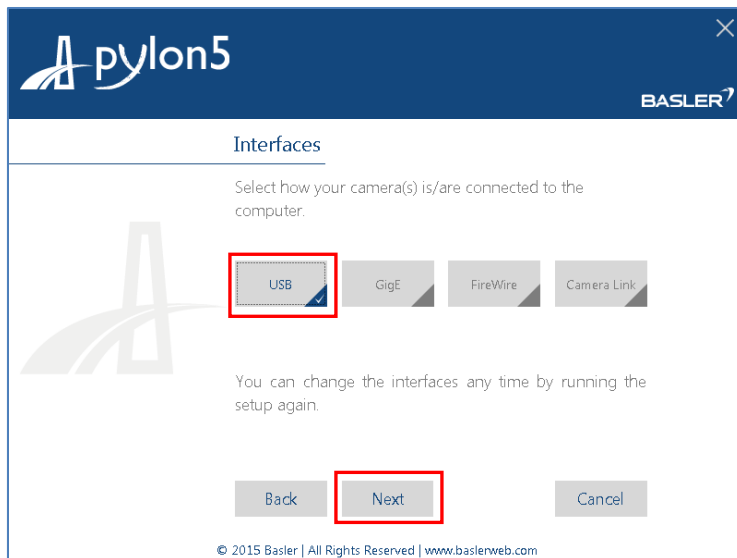 pylon5
BASLER
Interfaces
Select how your camera(s) is/are connected to the
computer.
USB GigE FireWire Camera Link
You can change the interfaces any time by running the
setup again.
Back Next Cancel
© 2015 Basler | All Rights Reserved | www.baslerweb.com